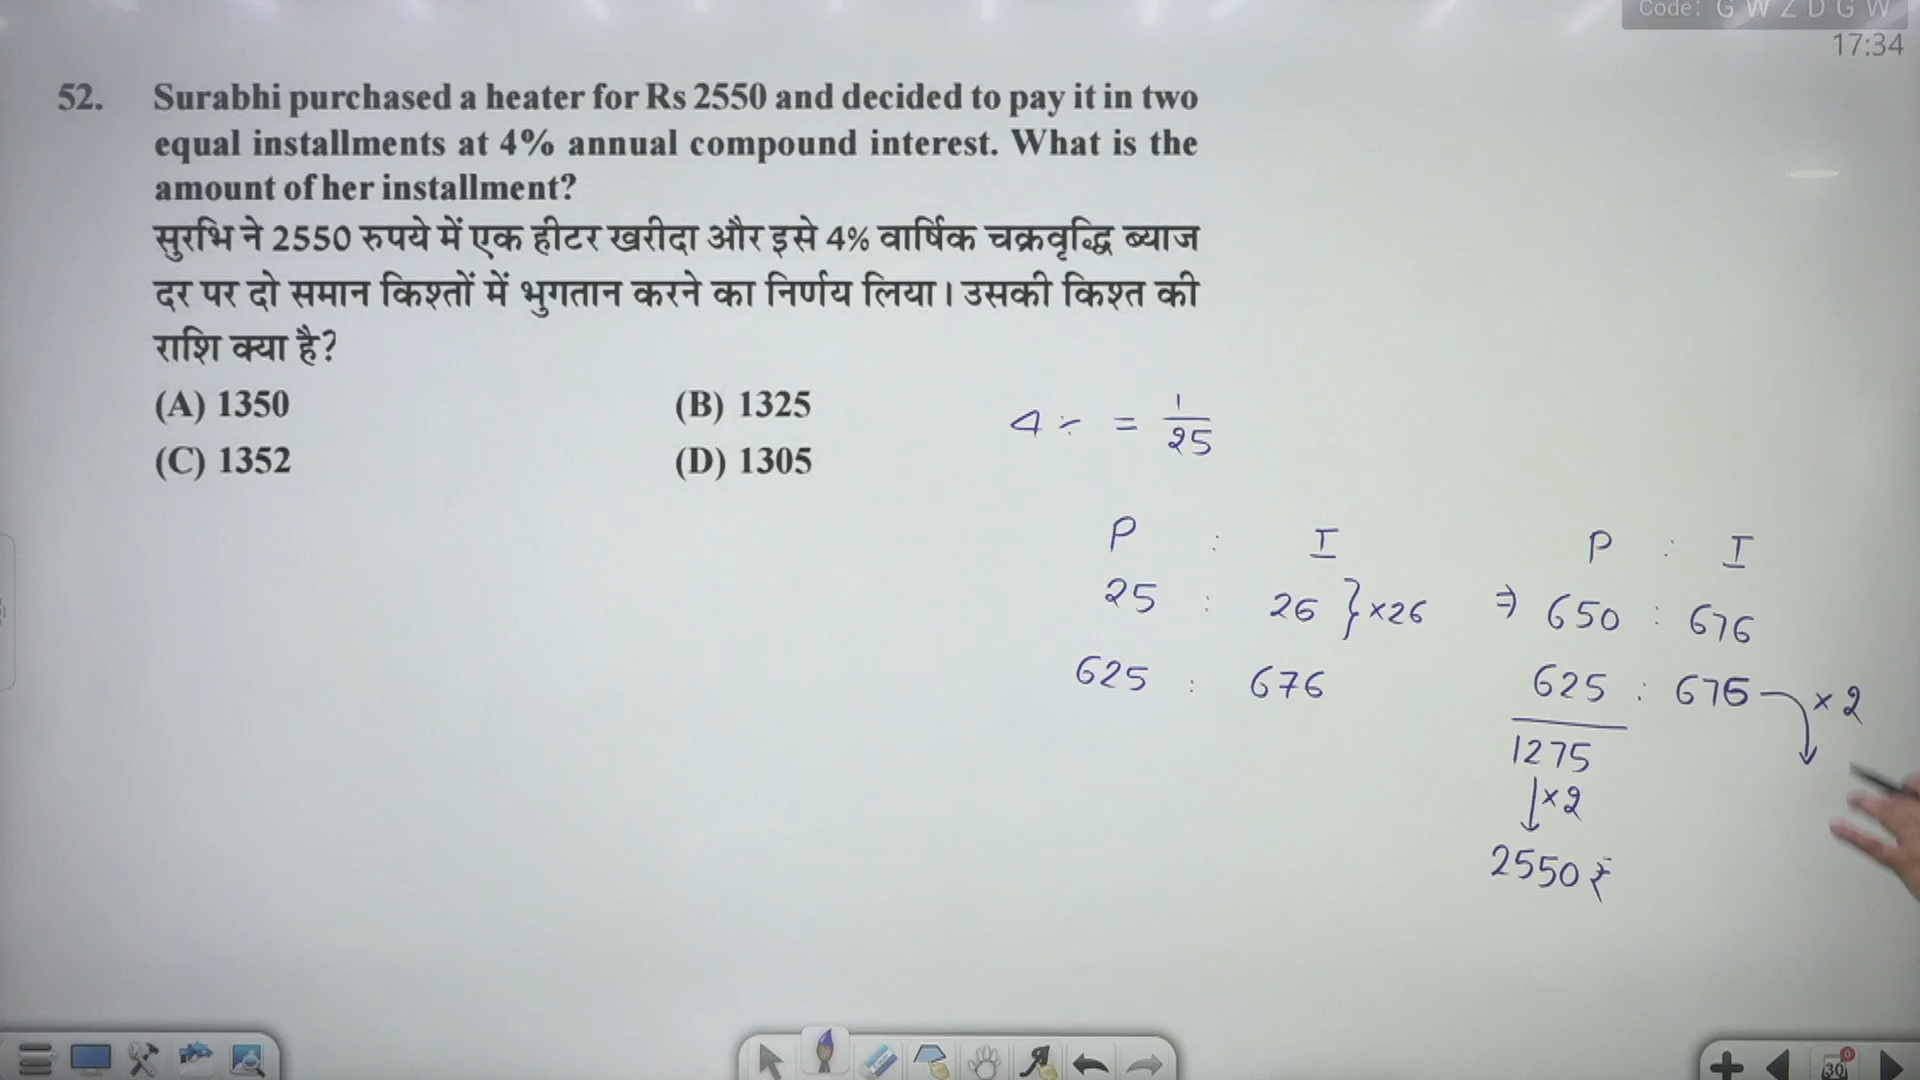 Code: G W Z D G W
17:34
52. Surabhi purchased a heater for Rs 2550 and decided to pay it in two
equal installments at 4% annual compound interest. What is the
amount of her installment?
सुरभि ने 2550 रुपये में एक हीटर खरीदा और इसे 4% वार्षिक चक्रवृद्धि ब्याज
दर पर दो समान किश्तों में भुगतान करने का निर्णय लिया। उसकी किश्त की
राशि क्या है?
(A) 1350 (B) 1325
(C) 1352 (D) 1305
4% = 1/25
P : I
25 : 26 } ×26
625 : 676
P : I
⇒ 650 : 676
625 : 676 ×2
1275
↓×2
2550₹
30
0